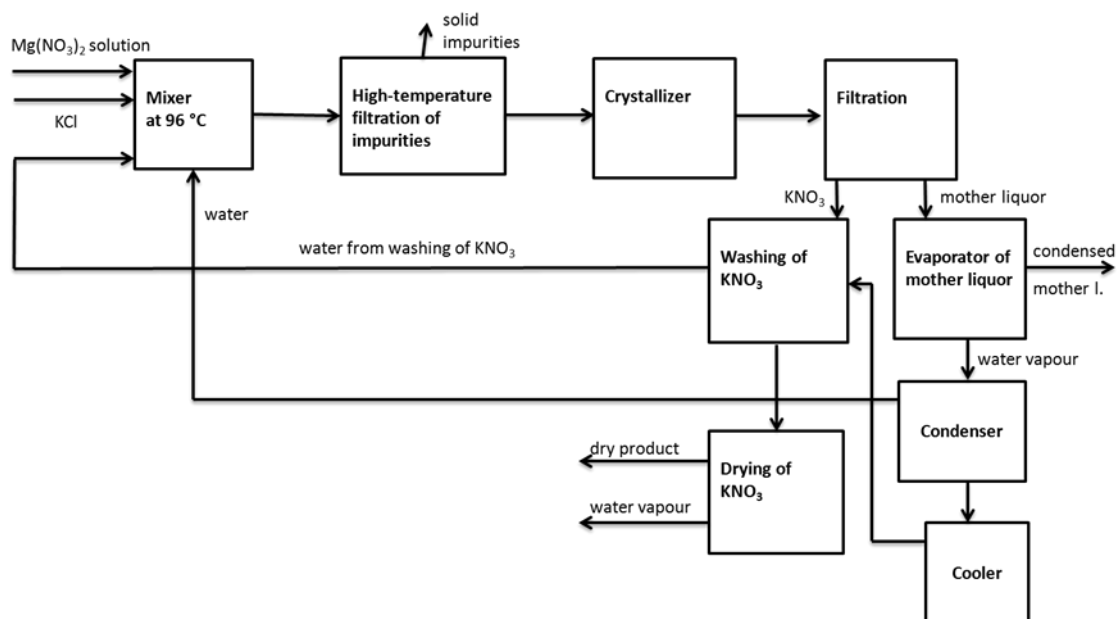 solid
impurities
Mg(NO₃)₂ solution
KCl
Mixer
at 96 °C
High-temperature
filtration of
impurities
Crystallizer
Filtration
KNO₃
mother liquor
water
water from washing of KNO₃
Washing of
KNO₃
Evaporator of
mother liquor
condensed
mother l.
water vapour
Condenser
dry product
water vapour
Drying of
KNO₃
Cooler